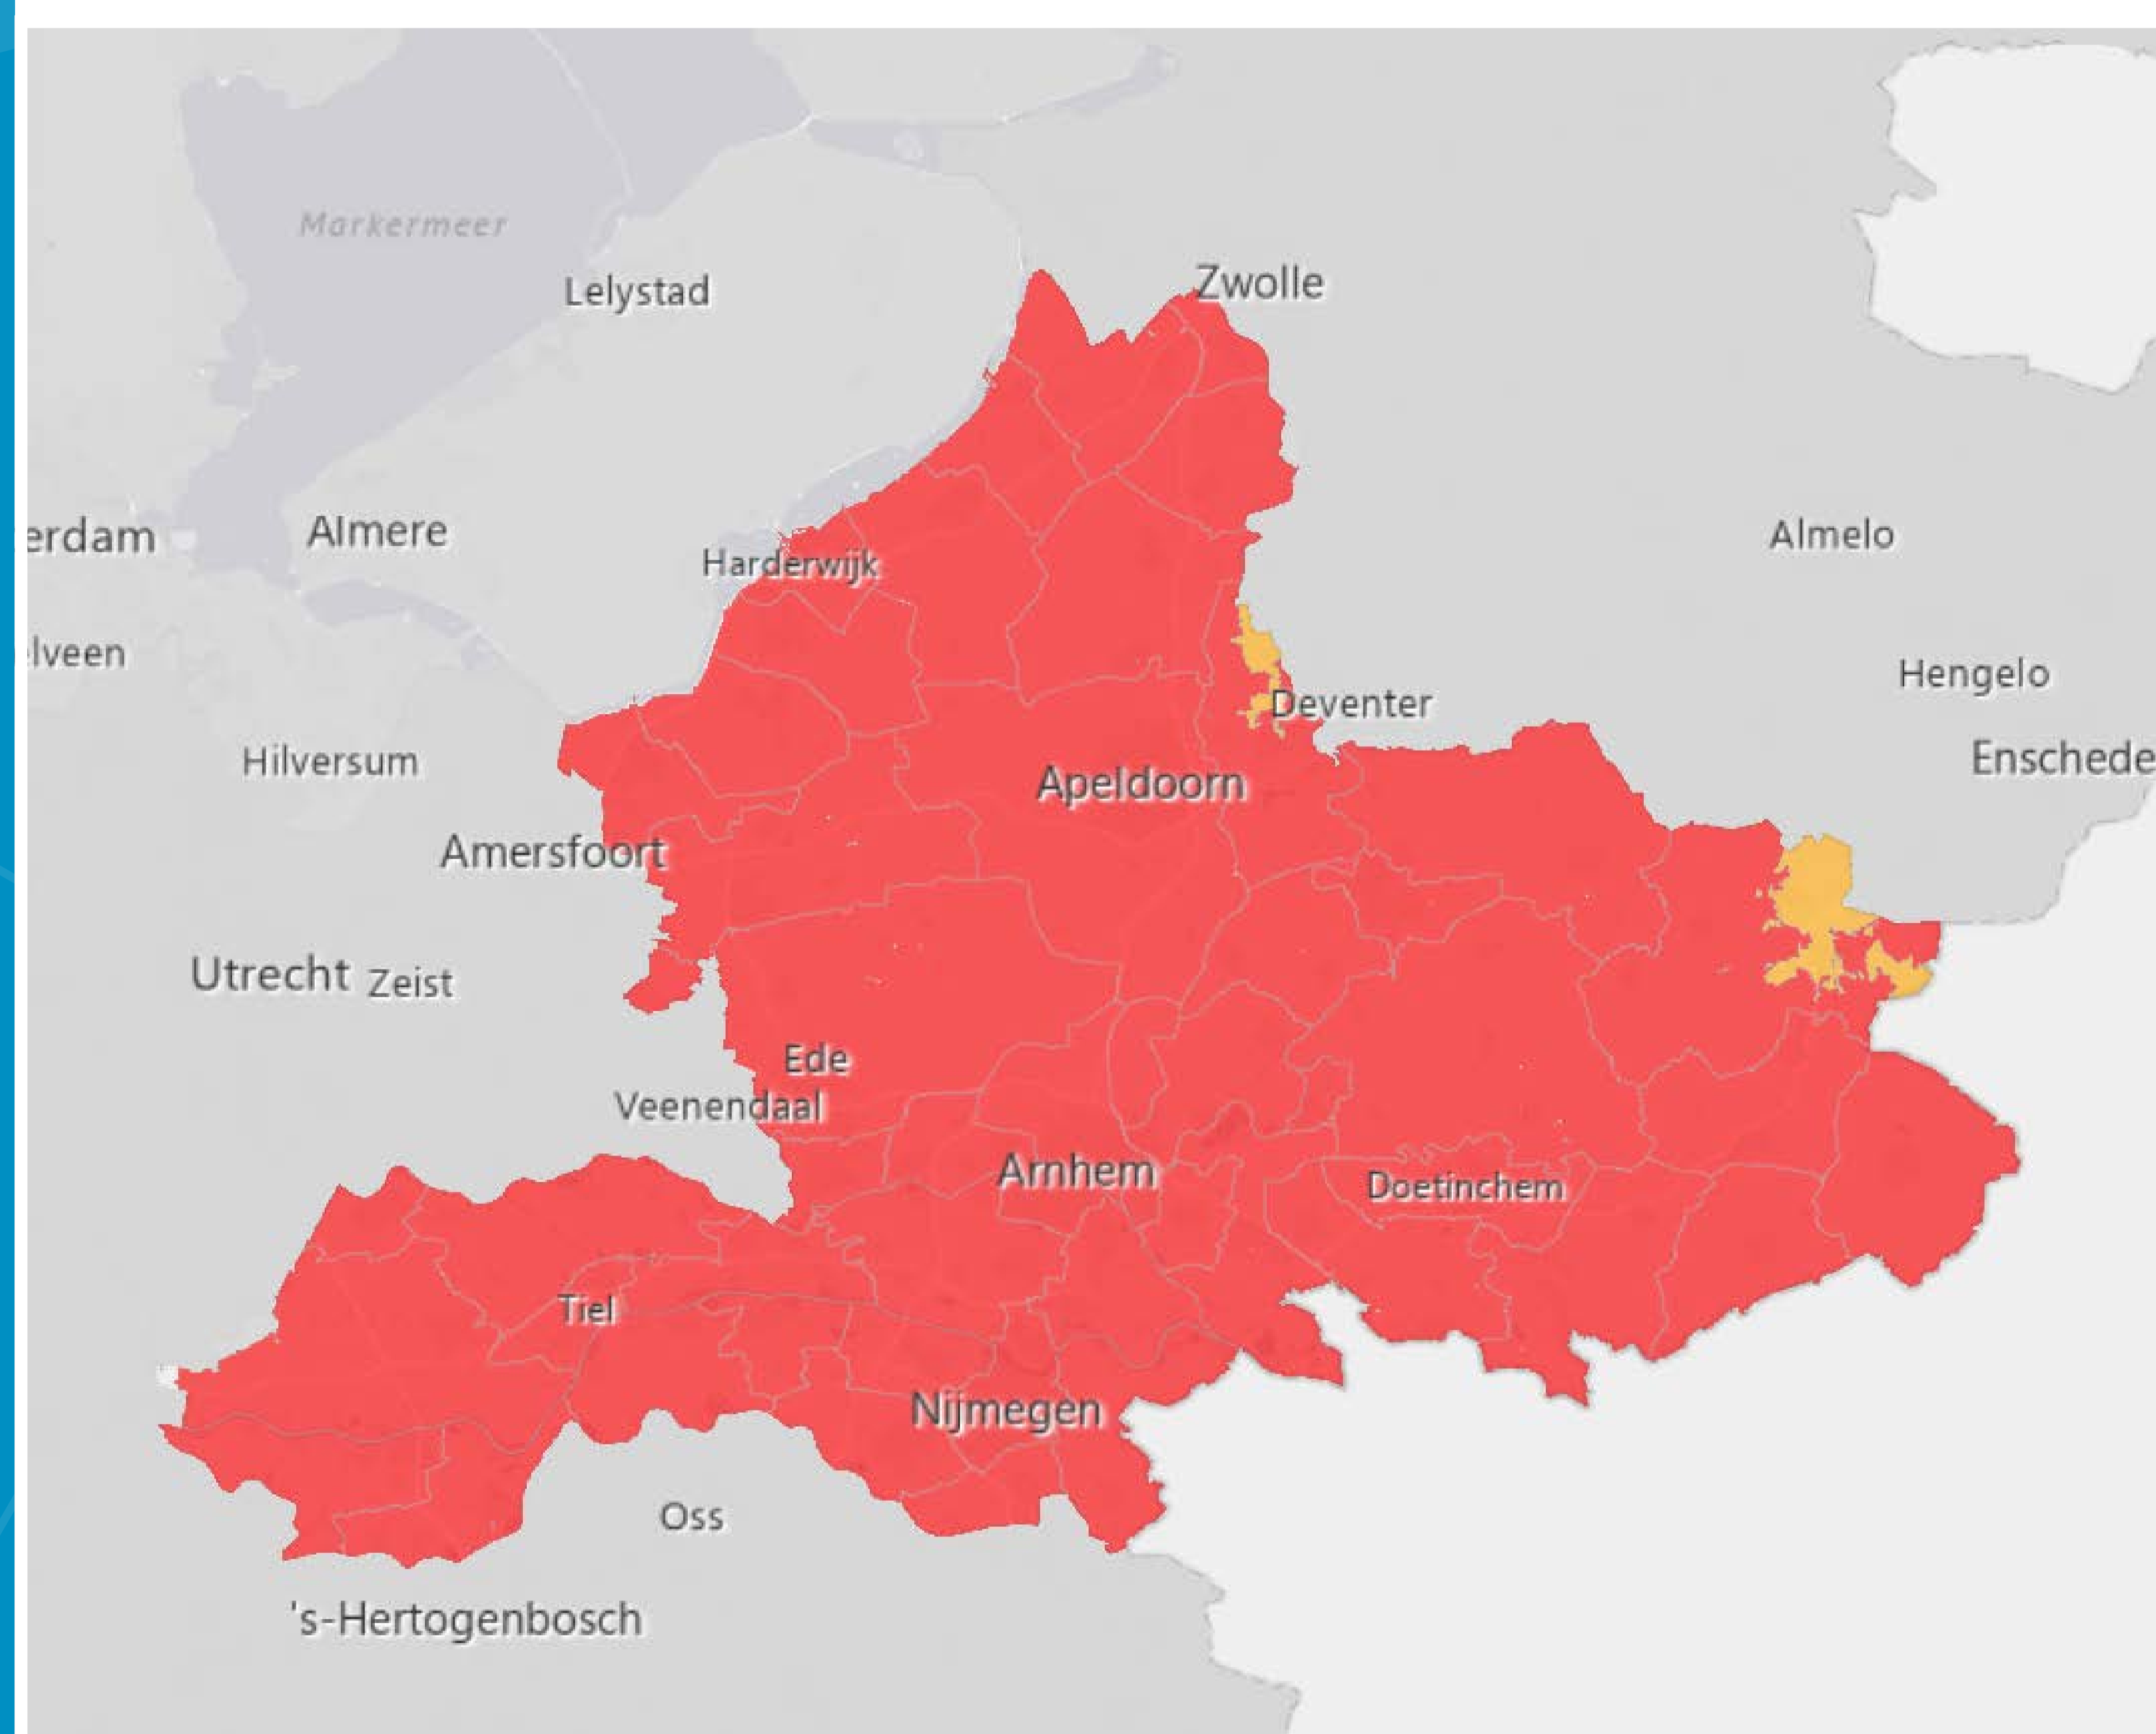 Markermeer
Zwolle
Lelystad
erdam
Almere
Almelo
Harderwijk
lveen
Hengelo
Deventer
Hilversum
Enschede
Apeldoorn
Amersfoort
Utrecht
Zeist
Ede
Veenendaal
Arnhem
Doetinchem
Tiel
Nijmegen
Oss
's-Hertogenbosch